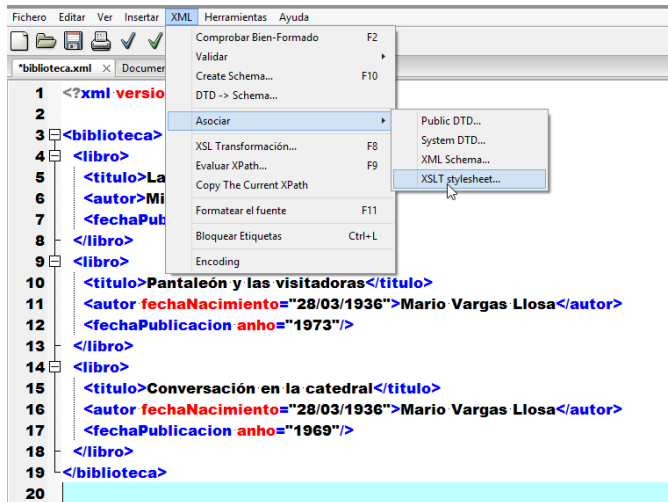 Fichero Editar Ver Insertar XML Herramientas Ayuda
*biblioteca.xml Documen
Comprobar Bien-Formado F2
Validar
Create Schema... F10
DTD -> Schema...
Asociar
XSL Transformación... F8
Evaluar XPath... F9
Copy The Current XPath
Formatear el fuente F11
Bloquear Etiquetas Ctrl+L
Encoding
Public DTD...
System DTD...
XML Schema...
XSLT stylesheet...
1 <?xml versio
2
3 <biblioteca>
4 <libro>
5 <titulo>La
6 <autor>Mi
7 <fechaPub
8 </libro>
9 <libro>
10 <titulo>Pantaleón y las visitadoras</titulo>
11 <autor fechaNacimiento="28/03/1936">Mario Vargas Llosa</autor>
12 <fechaPublicacion anho="1973"/>
13 </libro>
14 <libro>
15 <titulo>Conversación en la catedral</titulo>
16 <autor fechaNacimiento="28/03/1936">Mario Vargas Llosa</autor>
17 <fechaPublicacion anho="1969"/>
18 </libro>
19 </biblioteca>
20